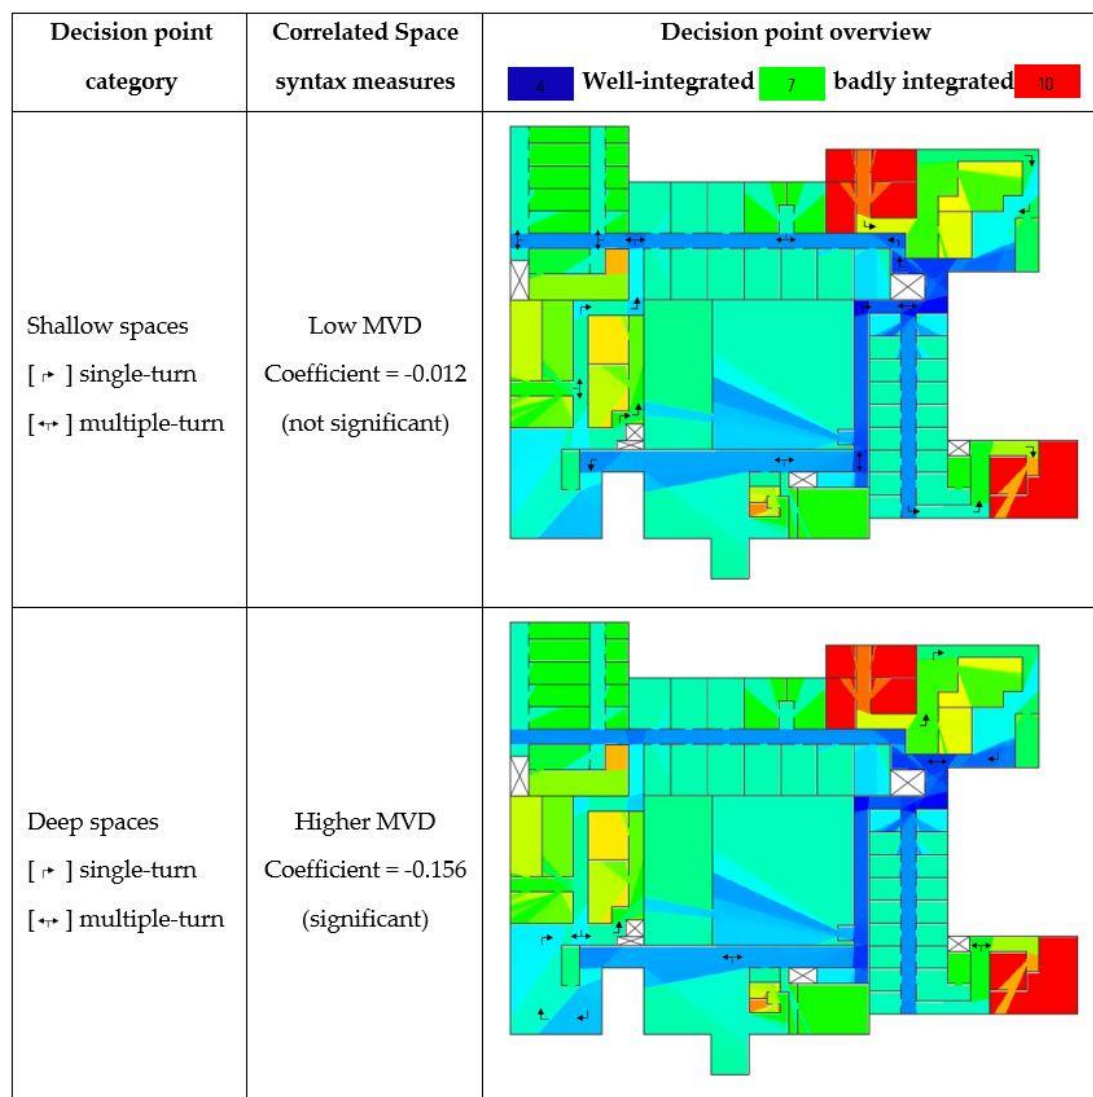 Decision point
category
Correlated Space
syntax measures
Decision point overview
4 Well-integrated 7 badly integrated 10
Shallow spaces
[ ↱ ] single-turn
[ ↔ ] multiple-turn
Low MVD
Coefficient = -0.012
(not significant)
Deep spaces
[ ↱ ] single-turn
[ ↔ ] multiple-turn
Higher MVD
Coefficient = -0.156
(significant)